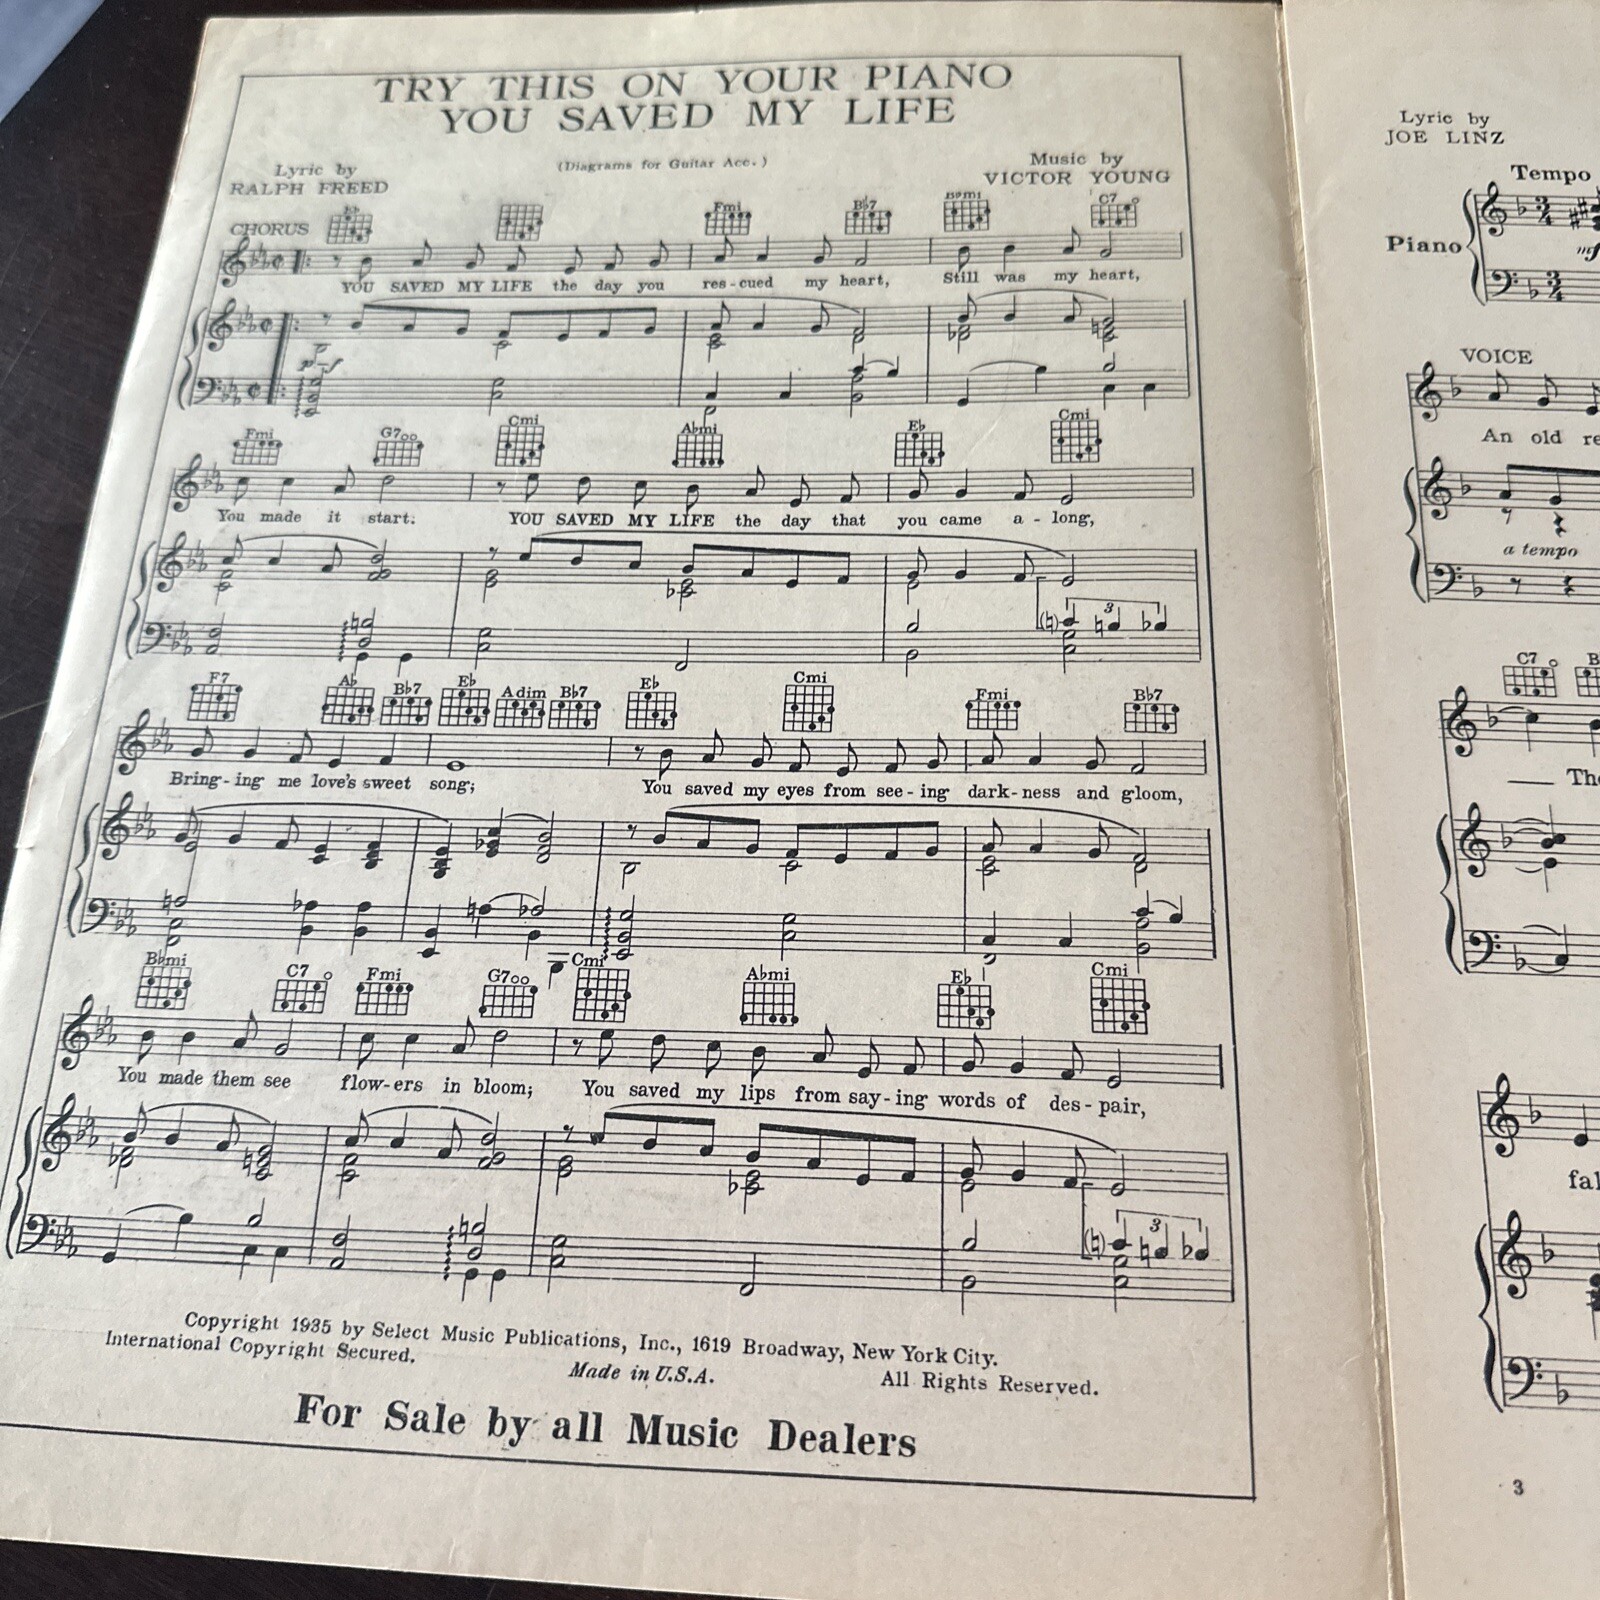 TRY THIS ON YOUR PIANO
YOU SAVED MY LIFE
(Diagrams for Guitar Acc.)
Lyric by
RALPH FREED
Music by
VICTOR YOUNG
CHORUS
Eb Fmi Bb7 Bbmi C7
YOU SAVED MY LIFE the day you res-cued my heart, Still was my heart,
Fmi G7 Cmi Abmi Eb Cmi
You made it start. YOU SAVED MY LIFE the day that you came a-long,
3
F7 Ab Bb7 Eb Adim Bb7 Eb Cmi Fmi Bb7
Bring-ing me love's sweet song; You saved my eyes from see-ing dark-ness and gloom,
Bbmi C7 Fmi G7 Cmi Abmi Eb Cmi
You made them see flow-ers in bloom; You saved my lips from say-ing words of des-pair,
3
Copyright 1935 by Select Music Publications, Inc., 1619 Broadway, New York City.
International Copyright Secured.
Made in U.S.A.
All Rights Reserved.
For Sale by all Music Dealers
Lyric by
JOE LINZ
Tempo
Piano
mf
VOICE
An old
a tempo
C7
3